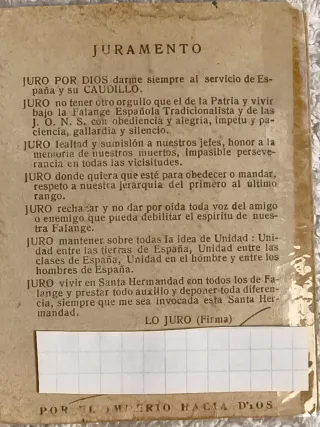 JURAMENTO
JURO POR DIOS darme siempre al servicio de Es-
paña y su CAUDILLO.
JURO no tener otro orgullo que el de la Patria y vivir
bajo la Falange Española Tradicionalista y de las
J. O. N. S. con obediencia y alegria, ímpetu y pa-
ciencia, gallardía y silencio.
JURO lealtad y sumisión a nuestros jefes, honor a la
memoria de nuestros muertos, impasible perseve-
rancia en todas las vicisitudes.
JURO donde quiera que esté para obedecer o mandar,
respeto a nuestra jerarquía del primero al ultimo
rango.
JURO rechazar y no dar por oída toda voz del amigo
o enemigo que pueda debilitar el espíritu de nues-
tra Falange.
JURO mantener sobre todas la idea de Unidad: Uni-
dad entre las tierras de España, Unidad entre las
clases de España, Unidad en el hombre y entre los
hombres de España.
JURO vivir en Santa Hermandad con todos los de Fa-
lange y prestar todo auxilio y deponer toda diferen-
cia, siempre que me sea invocada esta Santa Her-
mandad.
LO JURO (Firma)
POR EL IMPERIO HACIA DIOS